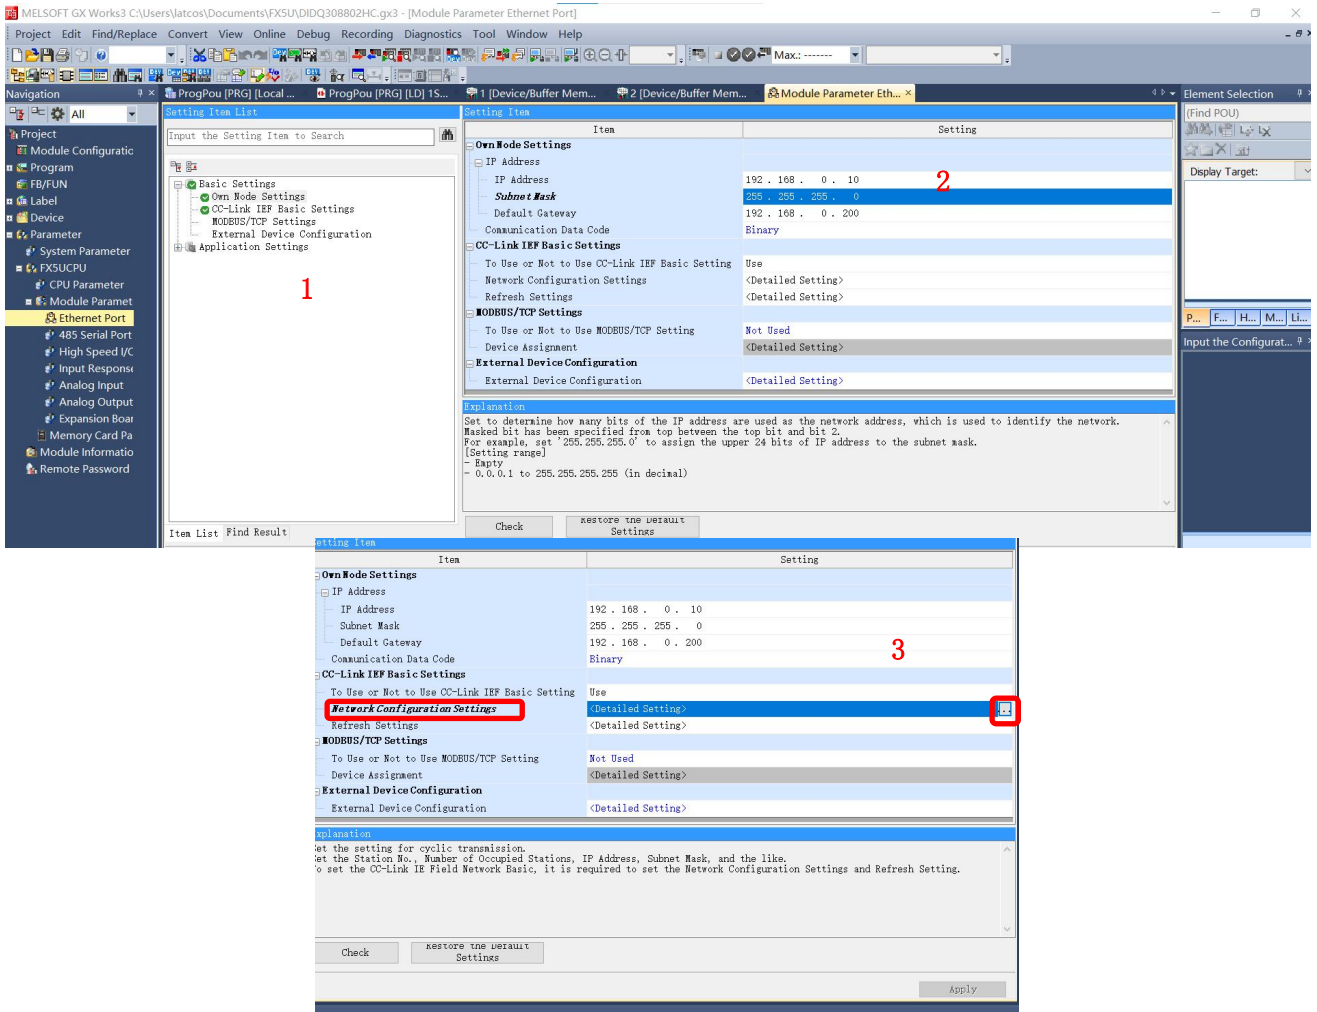 MELSOFT GX Works3 C:\Users\latcos\Documents\FX5U\DIDQ308802HC.gx3 - [Module Parameter Ethernet Port]
Project Edit Find/Replace Convert View Online Debug Recording Diagnostics Tool Window Help
Max.: -------
Navigation
ProgPou [PRG] [Local ...
ProgPou [PRG] [LD] 1S...
1 [Device/Buffer Mem...
2 [Device/Buffer Mem...
Module Parameter Eth...
Element Selection
All
Project
Module Configuratic
Program
FB/FUN
Label
Device
Parameter
System Parameter
FX5UCPU
CPU Parameter
Module Paramet
Ethernet Port
485 Serial Port
High Speed I/C
Input Response
Analog Input
Analog Output
Expansion Boar
Memory Card Pa
Module Informatio
Remote Password
Setting Item List
Input the Setting Item to Search
Basic Settings
Own Node Settings
CC-Link IEF Basic Settings
MODBUS/TCP Settings
External Device Configuration
Application Settings
1
Item List Find Result
Setting Item
Item Setting
Own Node Settings
IP Address
IP Address 192 . 168 . 0 . 10
2
Subnet Mask 255 . 255 . 255 . 0
Default Gateway 192 . 168 . 0 . 200
Communication Data Code Binary
CC-Link IEF Basic Settings
To Use or Not to Use CC-Link IEF Basic Setting Use
Network Configuration Settings <Detailed Setting>
Refresh Settings <Detailed Setting>
MODBUS/TCP Settings
To Use or Not to Use MODBUS/TCP Setting Not Used
Device Assignment <Detailed Setting>
External Device Configuration
External Device Configuration <Detailed Setting>
Explanation
Set to determine how many bits of the IP address are used as the network address, which is used to identify the network.
Masked bit has been specified from top between the top bit and bit 2.
For example, set '255.255.255.0' to assign the upper 24 bits of IP address to the subnet mask.
[Setting range]
- Empty
- 0.0.0.1 to 255.255.255.255 (in decimal)
Check
Restore the Default
Settings
(Find POU)
Display Target:
P... F... H... M... Li...
Input the Configurat...
etting Item
Item Setting
Own Node Settings
IP Address
IP Address 192 . 168 . 0 . 10
Subnet Mask 255 . 255 . 255 . 0
Default Gateway 192 . 168 . 0 . 200
3
Communication Data Code Binary
CC-Link IEF Basic Settings
To Use or Not to Use CC-Link IEF Basic Setting Use
Network Configuration Settings <Detailed Setting> ...
Refresh Settings <Detailed Setting>
MODBUS/TCP Settings
To Use or Not to Use MODBUS/TCP Setting Not Used
Device Assignment <Detailed Setting>
External Device Configuration
External Device Configuration <Detailed Setting>
xplanation
et the setting for cyclic transmission.
et the Station No., Number of Occupied Stations, IP Address, Subnet Mask, and the like.
o set the CC-Link IE Field Network Basic, it is required to set the Network Configuration Settings and Refresh Setting.
Check
Restore the Default
Settings
Apply